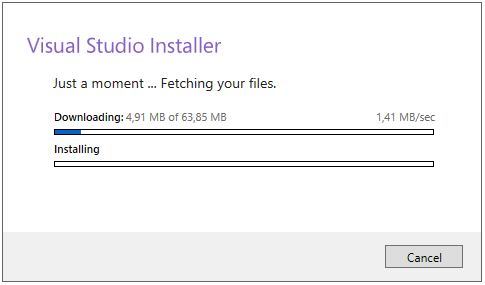 Visual Studio Installer
Just a moment ... Fetching your files.
Downloading: 4,91 MB of 63,85 MB 1,41 MB/sec
Installing
Cancel